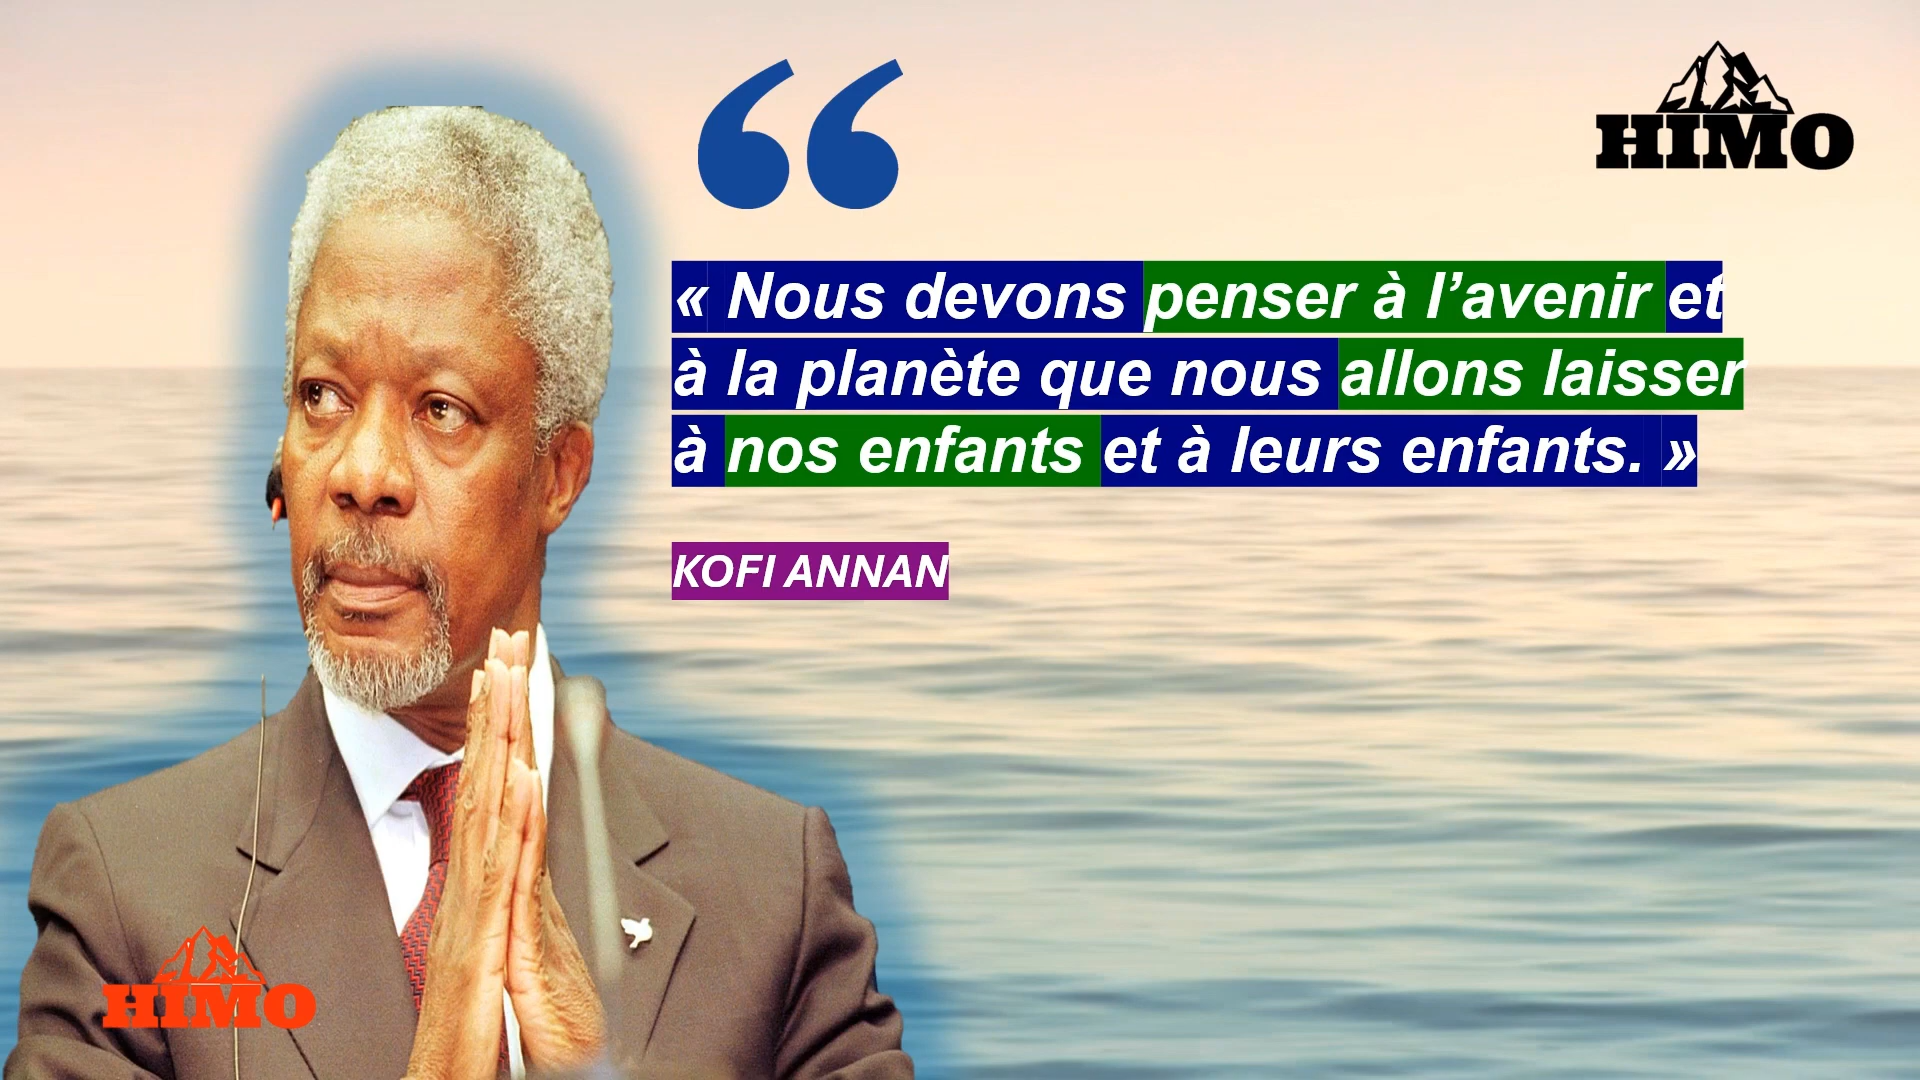 HIMO
« Nous devons penser à l’avenir et
à la planète que nous allons laisser
à nos enfants et à leurs enfants. »
KOFI ANNAN
HIMO